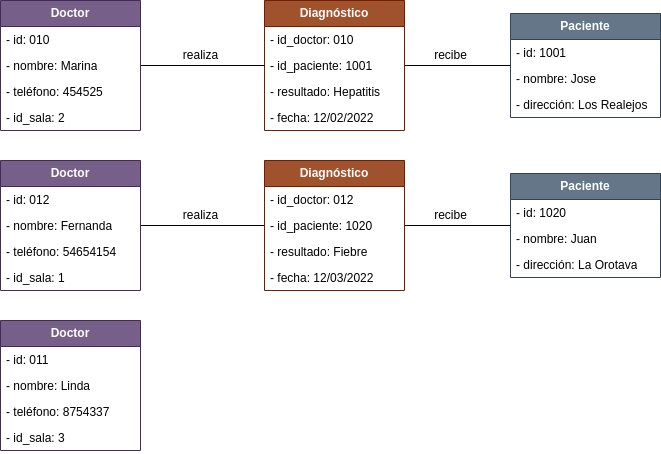 Doctor
- id: 010
- nombre: Marina
- teléfono: 454525
- id_sala: 2
realiza
Diagnóstico
- id_doctor: 010
- id_paciente: 1001
- resultado: Hepatitis
- fecha: 12/02/2022
recibe
Paciente
- id: 1001
- nombre: Jose
- dirección: Los Realejos
Doctor
- id: 012
- nombre: Fernanda
- teléfono: 54654154
- id_sala: 1
realiza
Diagnóstico
- id_doctor: 012
- id_paciente: 1020
- resultado: Fiebre
- fecha: 12/03/2022
recibe
Paciente
- id: 1020
- nombre: Juan
- dirección: La Orotava
Doctor
- id: 011
- nombre: Linda
- teléfono: 8754337
- id_sala: 3